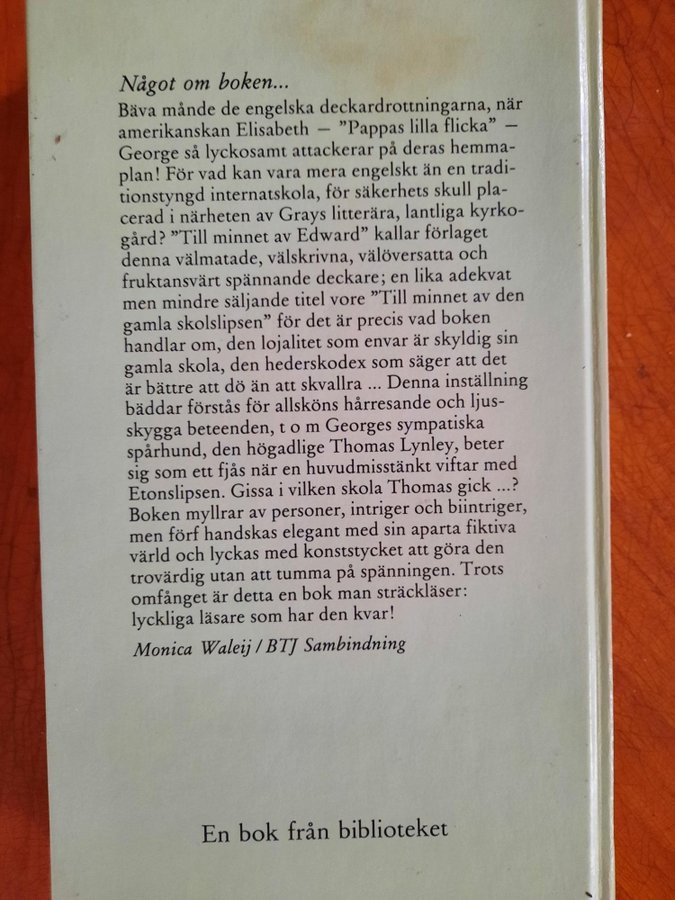 Något om boken...
Bäva månde de engelska deckardrottningarna, när
amerikanskan Elisabeth – ”Pappas lilla flicka” –
George så lyckosamt attackerar på deras hemma-
plan! För vad kan vara mera engelskt än en tradi-
tionstyngd internatskola, för säkerhets skull pla-
cerad i närheten av Grays litterära, lantliga kyrko-
gård? ”Till minnet av Edward” kallar förlaget
denna välmatade, välskrivna, välöversatta och
fruktansvärt spännande deckare; en lika adekvat
men mindre säljande titel vore ”Till minnet av den
gamla skolslipsen” för det är precis vad boken
handlar om, den lojalitet som envar är skyldig sin
gamla skola, den hederskodex som säger att det
är bättre att dö än att skvallra ... Denna inställning
bäddar förstås för allsköns hårresande och ljus-
skygga beteenden, t o m Georges sympatiska
spårhund, den högadlige Thomas Lynley, beter
sig som ett fjås när en huvudmisstänkt viftar med
Etonslipsen. Gissa i vilken skola Thomas gick ...?
Boken myllrar av personer, intriger och biintriger,
men förf handskas elegant med sin aparta fiktiva
värld och lyckas med konststycket att göra den
trovärdig utan att tumma på spänningen. Trots
omfånget är detta en bok man sträckläser:
lyckliga läsare som har den kvar!
Monica Waleij / BTJ Sambindning
En bok från biblioteket